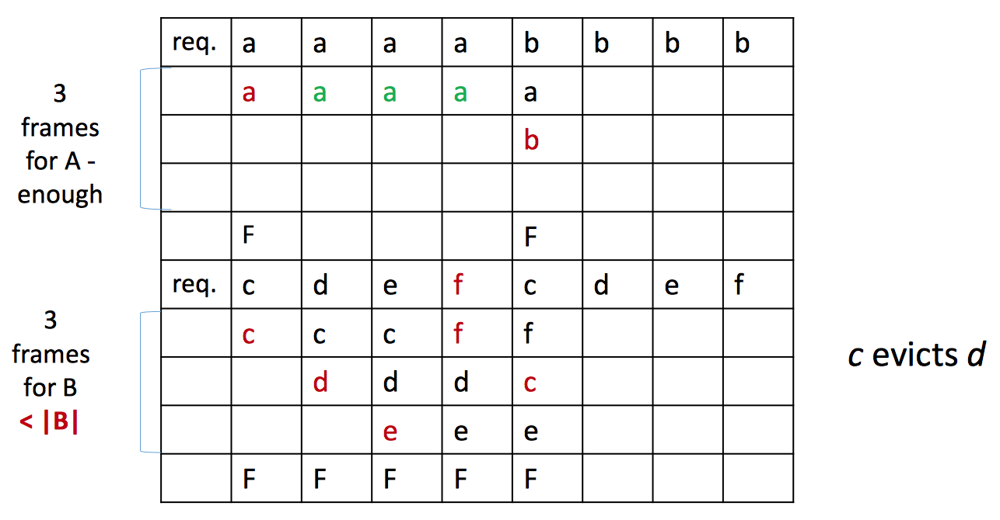 req. a a a a b b b b
3
frames
for A -
enough
a a a a a
b
F F
req. c d e f c d e f
3
frames
for B
< |B|
c c c f f
d d d c
e e e
F F F F F
c evicts d